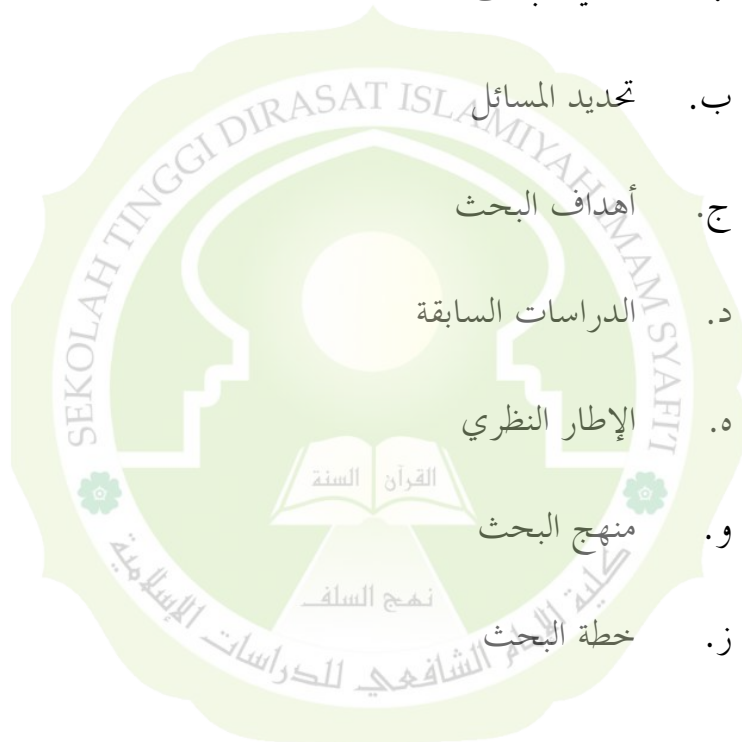 ب. تحديد المسائل
ج. أهداف البحث
د. الدراسات السابقة
ه. الإطار النظري
و. منهج البحث
ز. خطة البحث
SEKOLAH TINGGI DIRASAT ISLAMIYAH IMAM SYAFI'I
القرآن السنة
نهج السلف
كلية الإمام الشافعي للدراسات الإسلامية